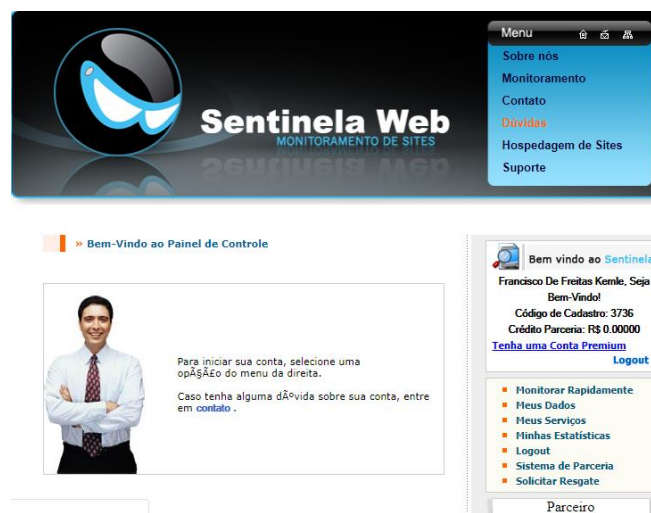 Menu
Sobre nós
Monitoramento
Contato
Dúvidas
Hospedagem de Sites
Suporte
Sentinela Web
MONITORAMENTO DE SITES
» Bem-Vindo ao Painel de Controle
Para iniciar sua conta, selecione uma
opÃ§Ã£o do menu da direita.
Caso tenha alguma dÃºvida sobre sua conta, entre
em contato .
Bem vindo ao Sentinela
Francisco De Freitas Kemle, Seja
Bem-Vindo!
Código de Cadastro: 3736
Crédito Parceria: R$ 0.00000
Tenha uma Conta Premium
Logout
Monitorar Rapidamente
Meus Dados
Meus Serviços
Minhas Estatísticas
Logout
Sistema de Parceria
Solicitar Resgate
Parceiro